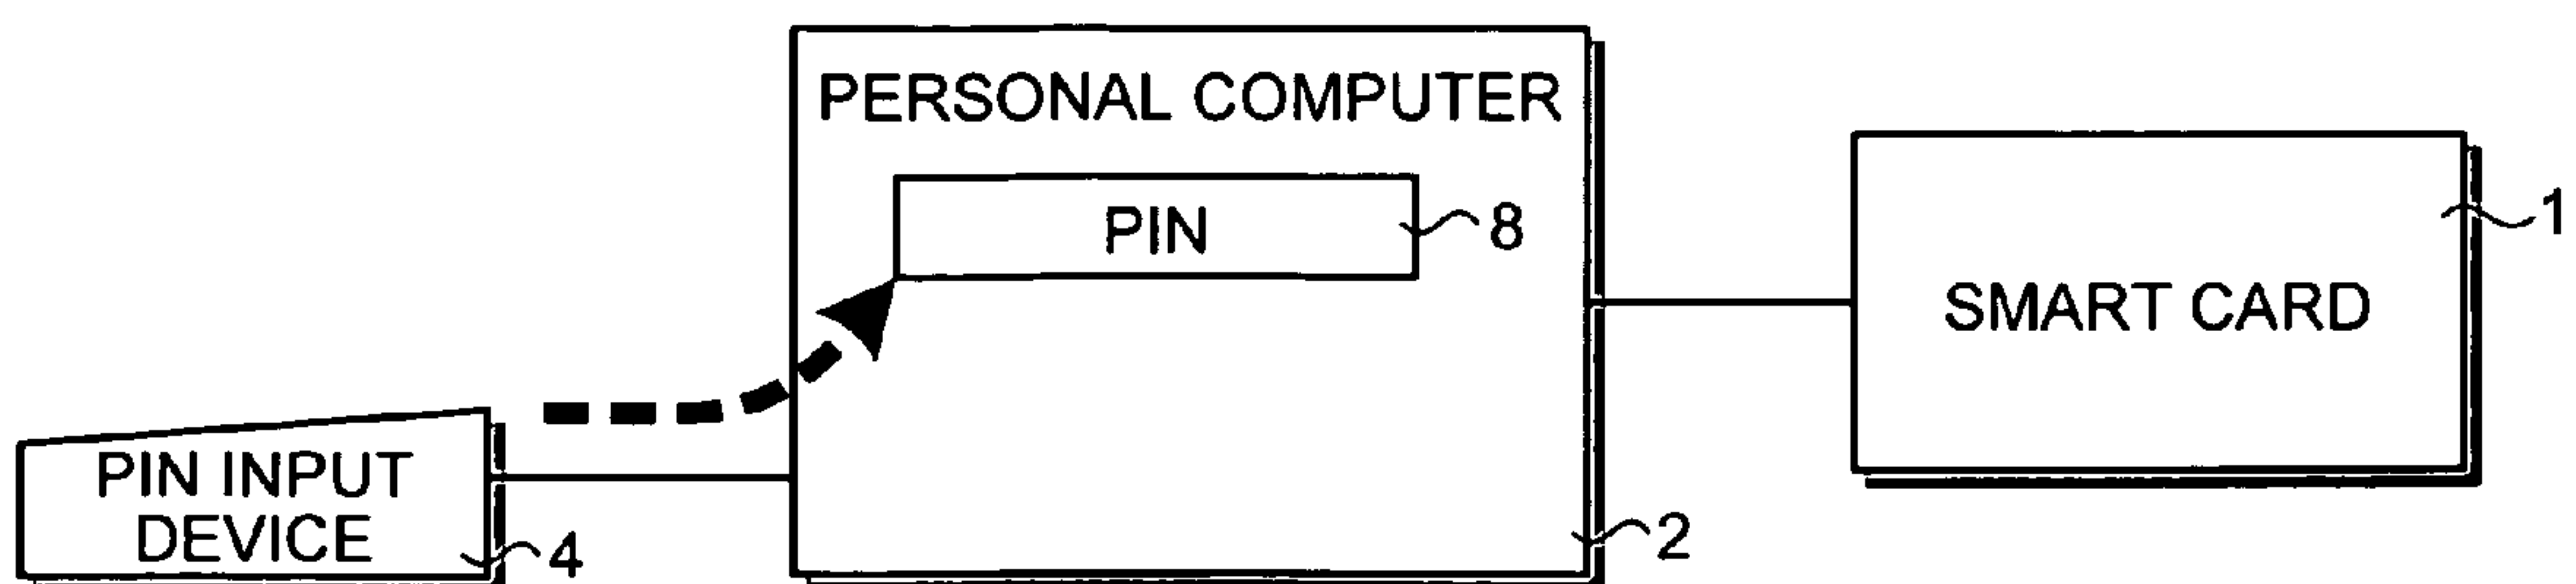 PERSONAL COMPUTER
PIN
8
1
SMART CARD
PIN INPUT
DEVICE
4
2